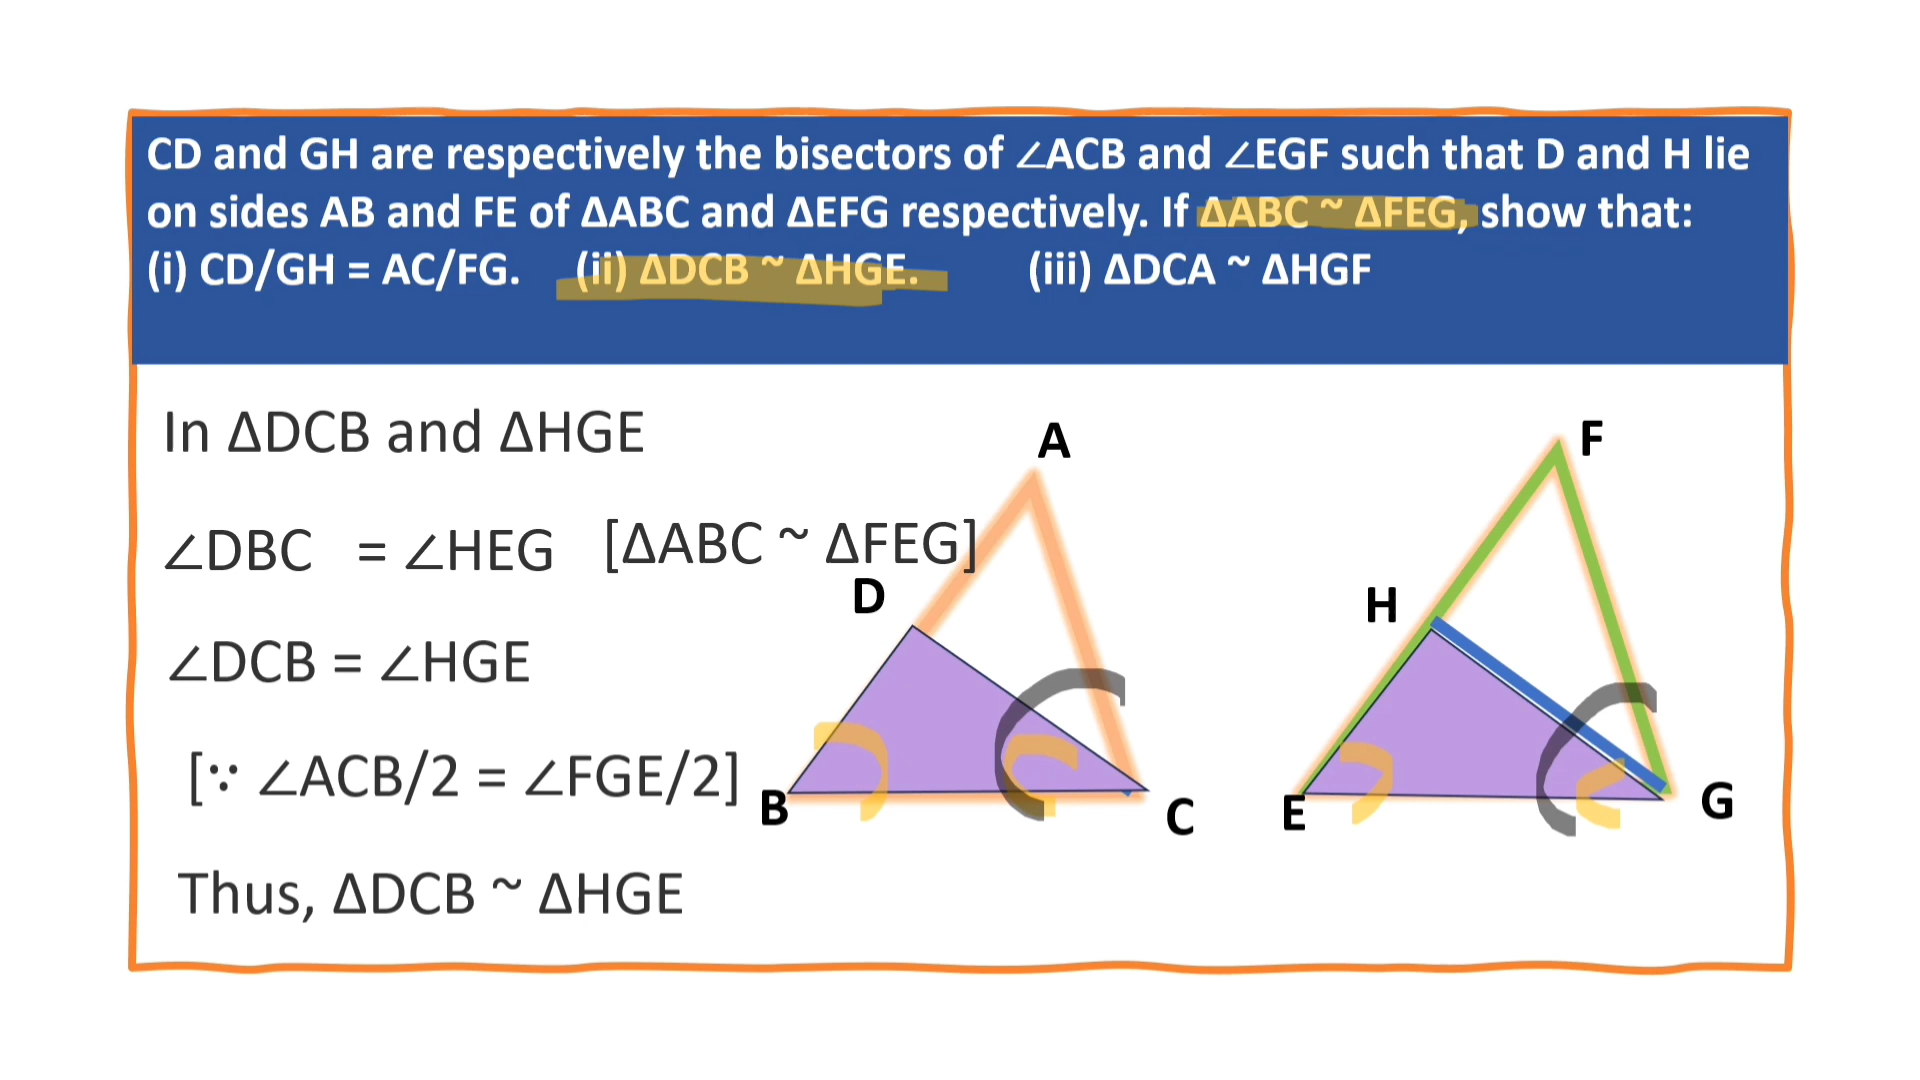 CD and GH are respectively the bisectors of ∠ACB and ∠EGF such that D and H lie
on sides AB and FE of ΔABC and ΔEFG respectively. If ΔABC ~ ΔFEG, show that:
(i) CD/GH = AC/FG. (ii) ΔDCB ~ ΔHGE. (iii) ΔDCA ~ ΔHGF
In ΔDCB and ΔHGE
∠DBC = ∠HEG [ΔABC ~ ΔFEG]
∠DCB = ∠HGE
[∵ ∠ACB/2 = ∠FGE/2]
Thus, ΔDCB ~ ΔHGE
A
D
B
C
F
H
E
G